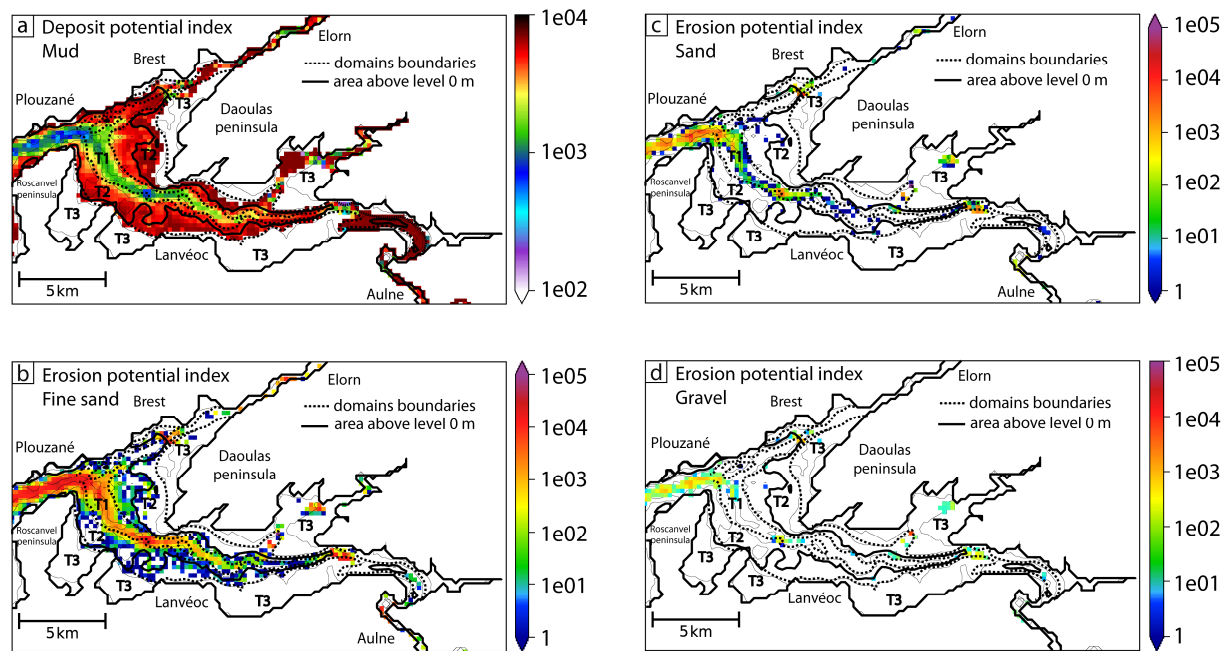 a Deposit potential index
Mud
Elorn
1e04
domains boundaries
area above level 0 m
Brest
T3
Plouzané
Daoulas
peninsula
1e03
T1
T2
T2
T3
Roscanvel
peninsula
T3
T3
Lanvéoc
T3
5 km
Aulne
1e02
c Erosion potential index
Sand
Elorn
1e05
domains boundaries
area above level 0 m
Brest
1e04
T3
Plouzané
Daoulas
peninsula
1e03
T1
T2
T2
T3
1e02
Roscanvel
peninsula
T3
T3
Lanvéoc
T3
1e01
5 km
Aulne
1
b Erosion potential index
Fine sand
Elorn
1e05
domains boundaries
area above level 0 m
Brest
1e04
T3
Plouzané
Daoulas
peninsula
1e03
T1
T2
T2
T3
1e02
Roscanvel
peninsula
T3
T3
Lanvéoc
T3
1e01
5 km
Aulne
1
d Erosion potential index
Gravel
Elorn
1e05
domains boundaries
area above level 0 m
Brest
1e04
T3
Plouzané
Daoulas
peninsula
1e03
T1
T2
T2
T3
1e02
Roscanvel
peninsula
T3
T3
Lanvéoc
T3
1e01
5 km
Aulne
1